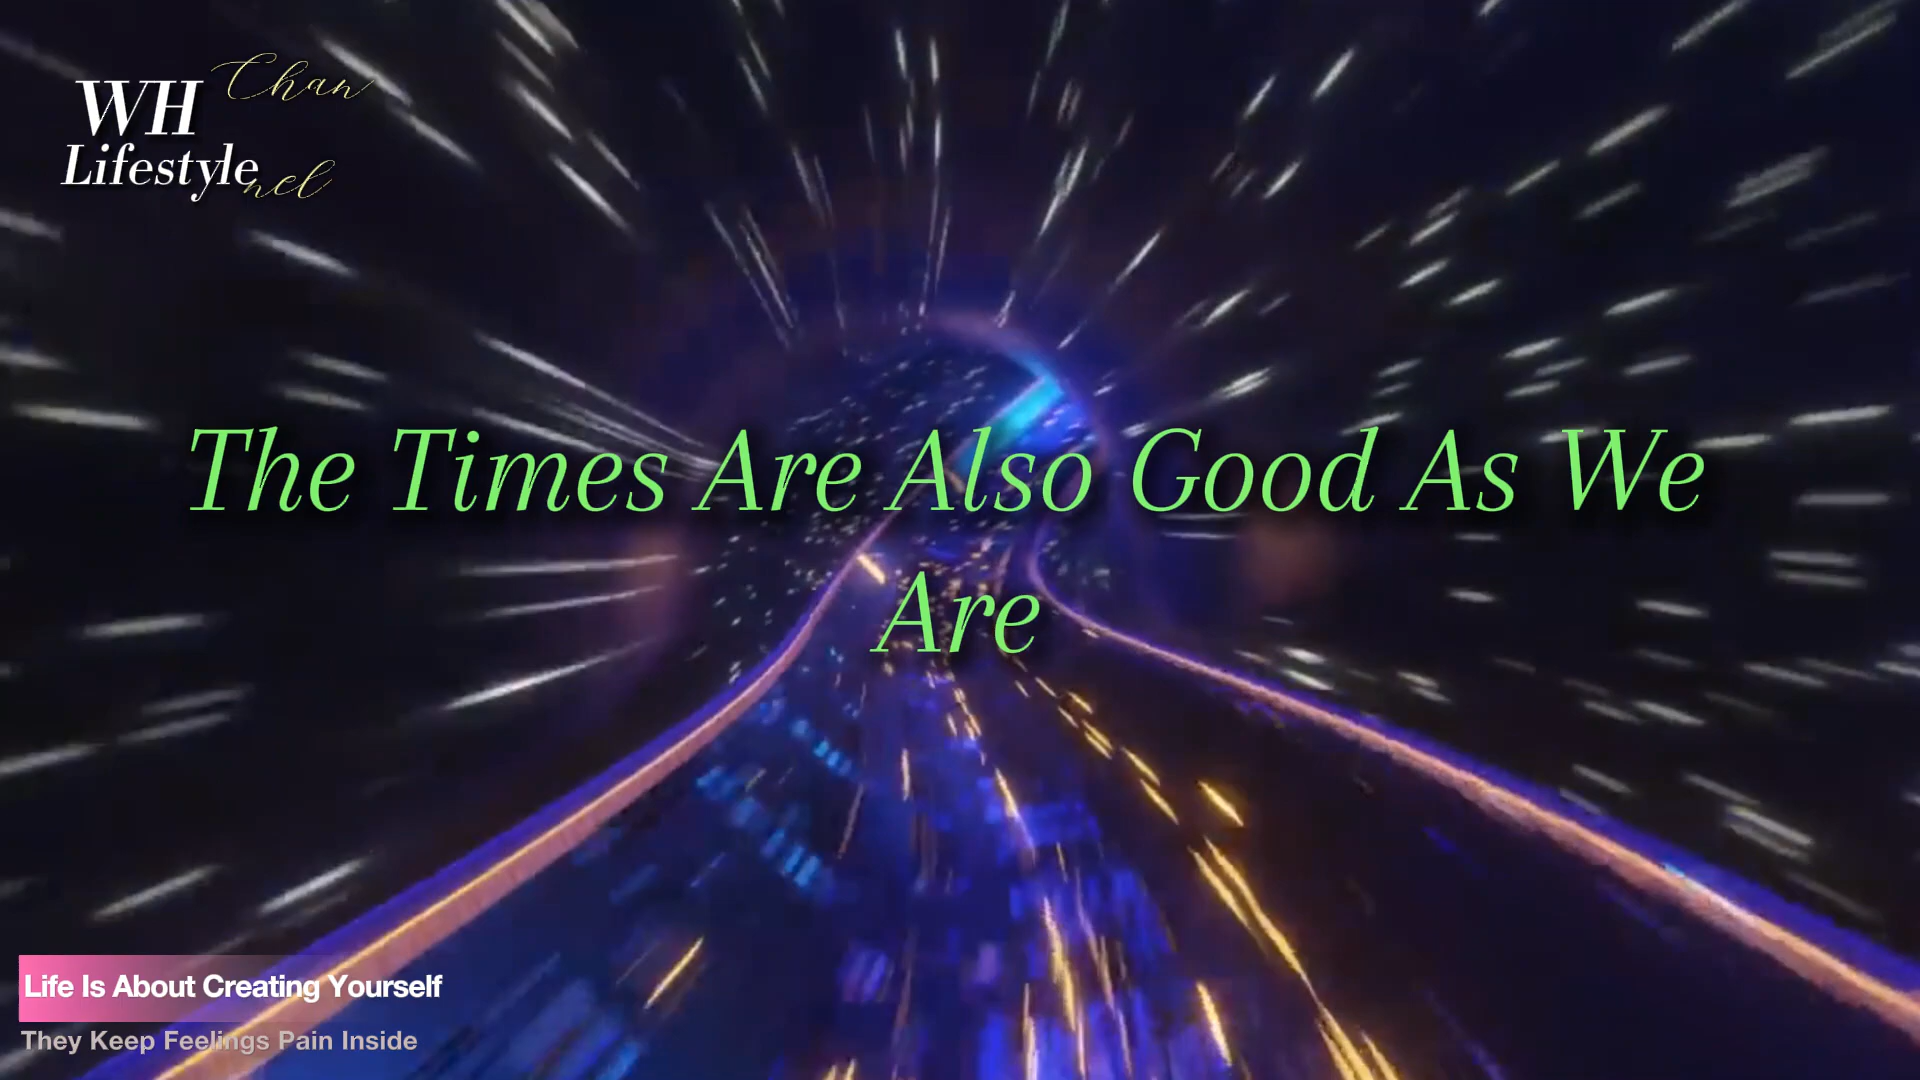 WH Chan
Lifestyle nel
The Times Are Also Good As We
Are
Life Is About Creating Yourself
They Keep Feelings Pain Inside